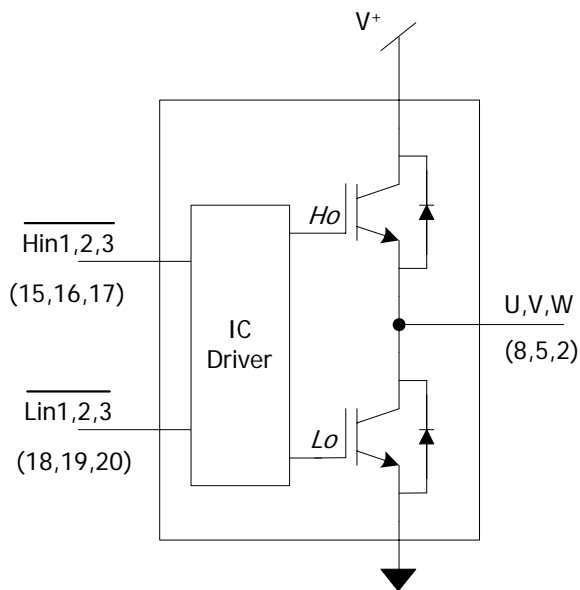 V+
Ho
Hin1,2,3
(15,16,17)
U,V,W
(8,5,2)
IC
Driver
Lin1,2,3
(18,19,20)
Lo